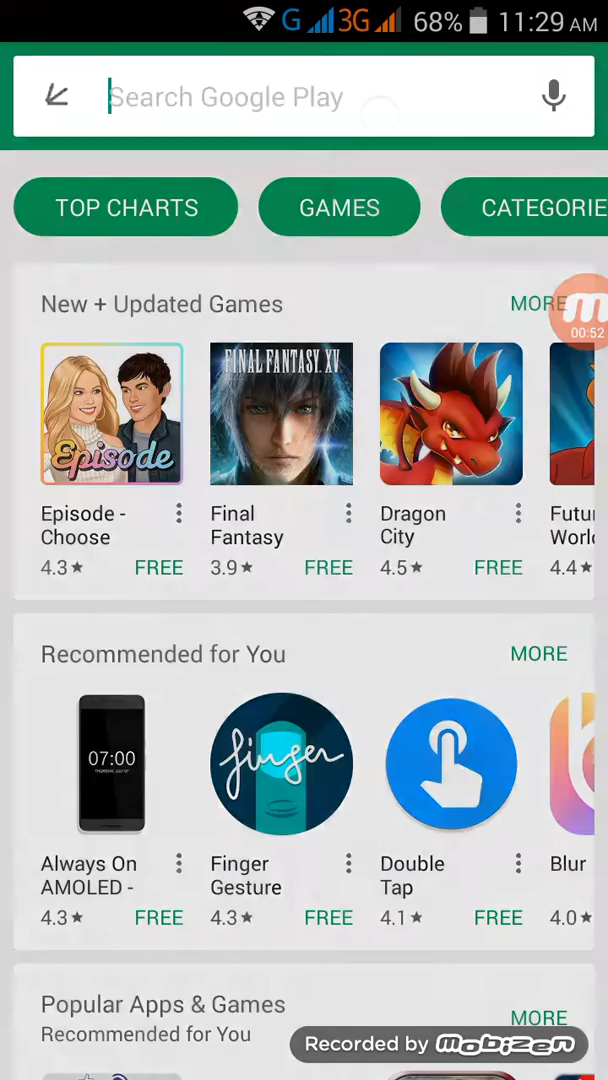 G 3G 68% 11:29 AM
Search Google Play
TOP CHARTS GAMES CATEGORIE
New + Updated Games MORE
00:52
FINAL FANTASY XV
Episode
Episode - Choose
4.3 FREE
Final Fantasy
3.9 FREE
Dragon City
4.5 FREE
Futur
World
4.4
Recommended for You MORE
07:00
finger
Always On
AMOLED -
4.3 FREE
Finger
Gesture
4.3 FREE
Double
Tap
4.1 FREE
Blur
4.0
Popular Apps & Games MORE
Recommended for You
Recorded by mobizen